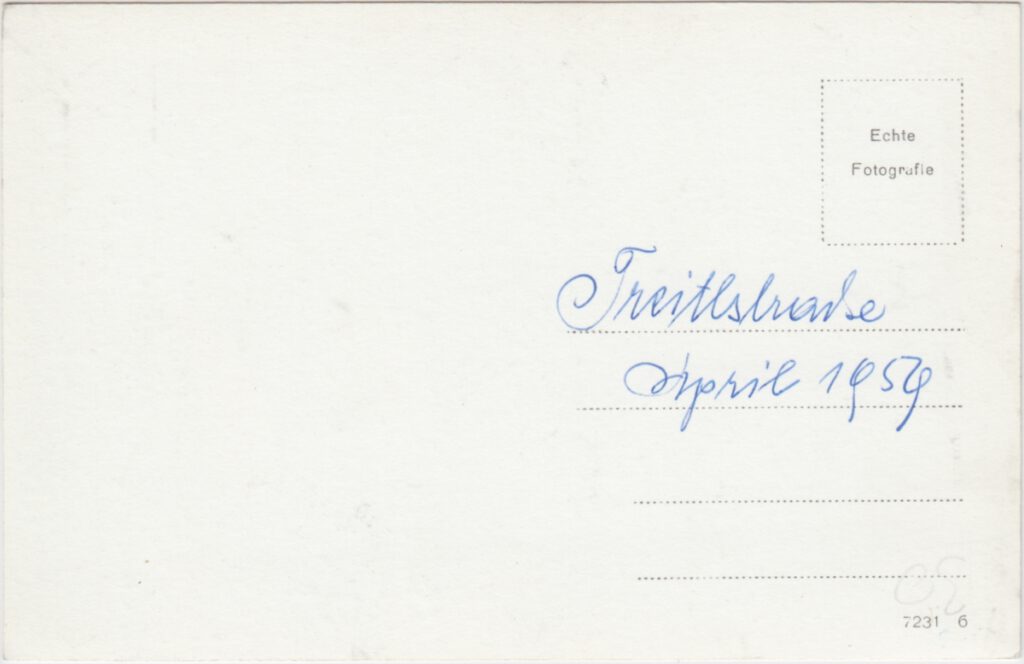 Echte
Fotografie
Treitlstraße
April 1959
7231 6